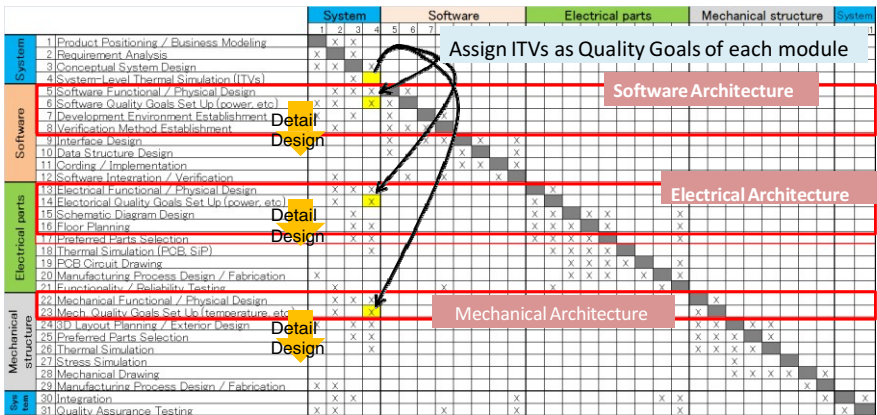 System Software Electrical parts Mechanical structure System
1 2 3 4 5 6
Assign ITVs as Quality Goals of each module
System
1 Product Positioning / Business Modeling X X
2 Requirement Analysis X X
3 Conceptual System Design X X X
4 System-Level Thermal Simulation (ITVs) X
Software Architecture
Software
5 Software Functional / Physical Design X X X X
6 Software Quality Goals Set Up (power, etc) X X X X
7 Development Environment Establishment X X
8 Verification Method Establishment X X X X
Detail
Design
9 Interface Design X X X X X
10 Data Structure Design X X X X
11 Cording / Implementation X X X
12 Software Integration / Verification X X X X
Electrical Architecture
Electrical parts
13 Electrical Functional / Physical Design X X X X
14 Electorical Quality Goals Set Up (power, etc) X X X
15 Schematic Diagram Design X X X X X X
16 Floor Planning X X X X X X X
Detail
Design
17 Preferred Parts Selection X X X X X X X
18 Thermal Simulation (PCB, SiP) X X X X X
19 PCB Circuit Drawing X X X X
20 Manufacturing Process Design / Fabrication X X X X X
21 Functionality / Reliability Testing X X X
Mechanical Architecture
Mechanical structure
22 Mechanical Functional / Physical Design X X X X
23 Mech. Quality Goals Set Up (temperature, etc) X X
24 3D Layout Planning / Exterior Design X X X X X X X
Detail
Design
25 Preferred Parts Selection X X X X X X
26 Thermal Simulation X X X X X
27 Stress Simulation X
28 Mechanical Drawing X X X X X
29 Manufacturing Process Design / Fabrication X X X
Sys tem
30 Integration X X X X X X X
31 Quality Assurance Testing X X X X X X